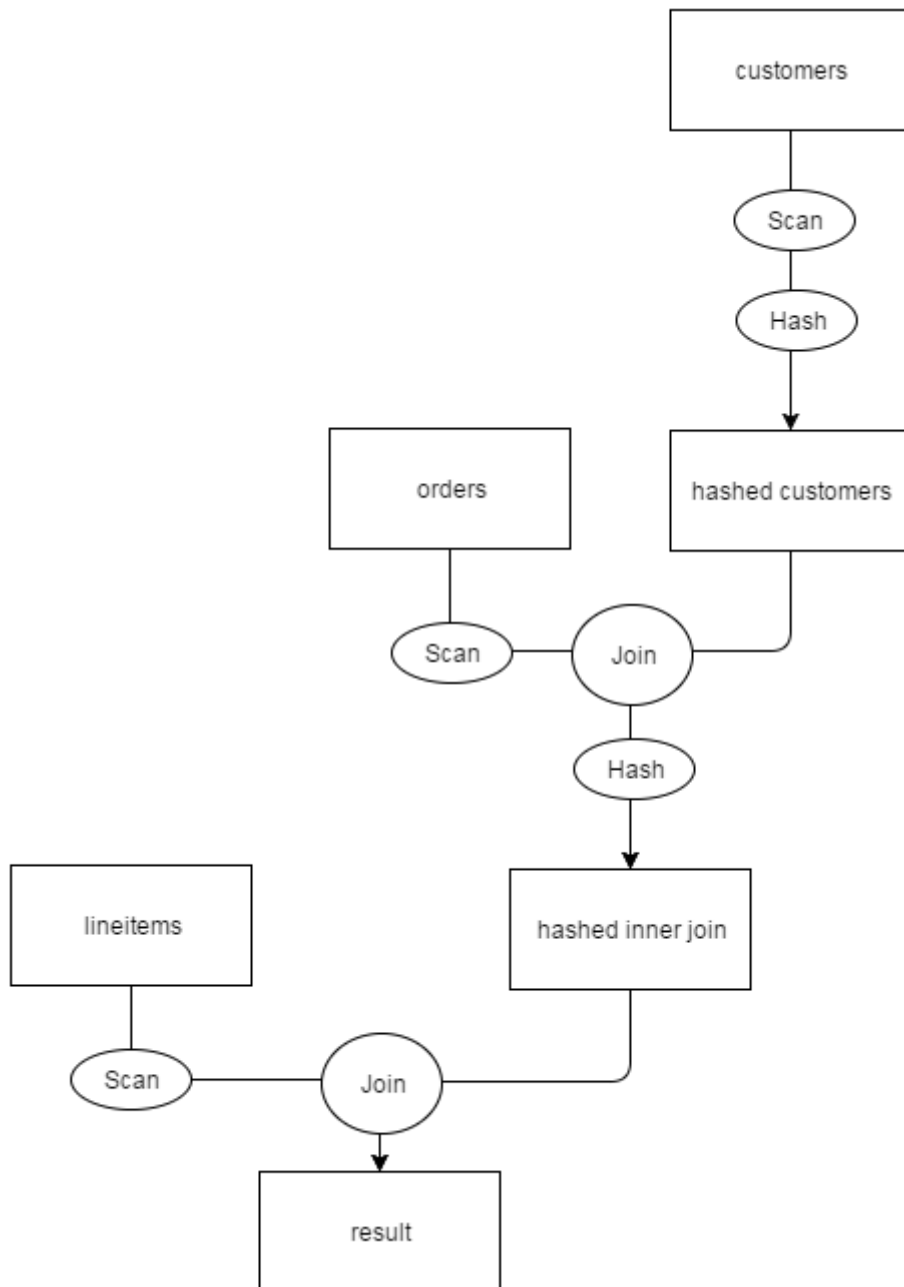 customers
Scan
Hash
orders
hashed customers
Scan
Join
Hash
lineitems
hashed inner join
Scan
Join
result